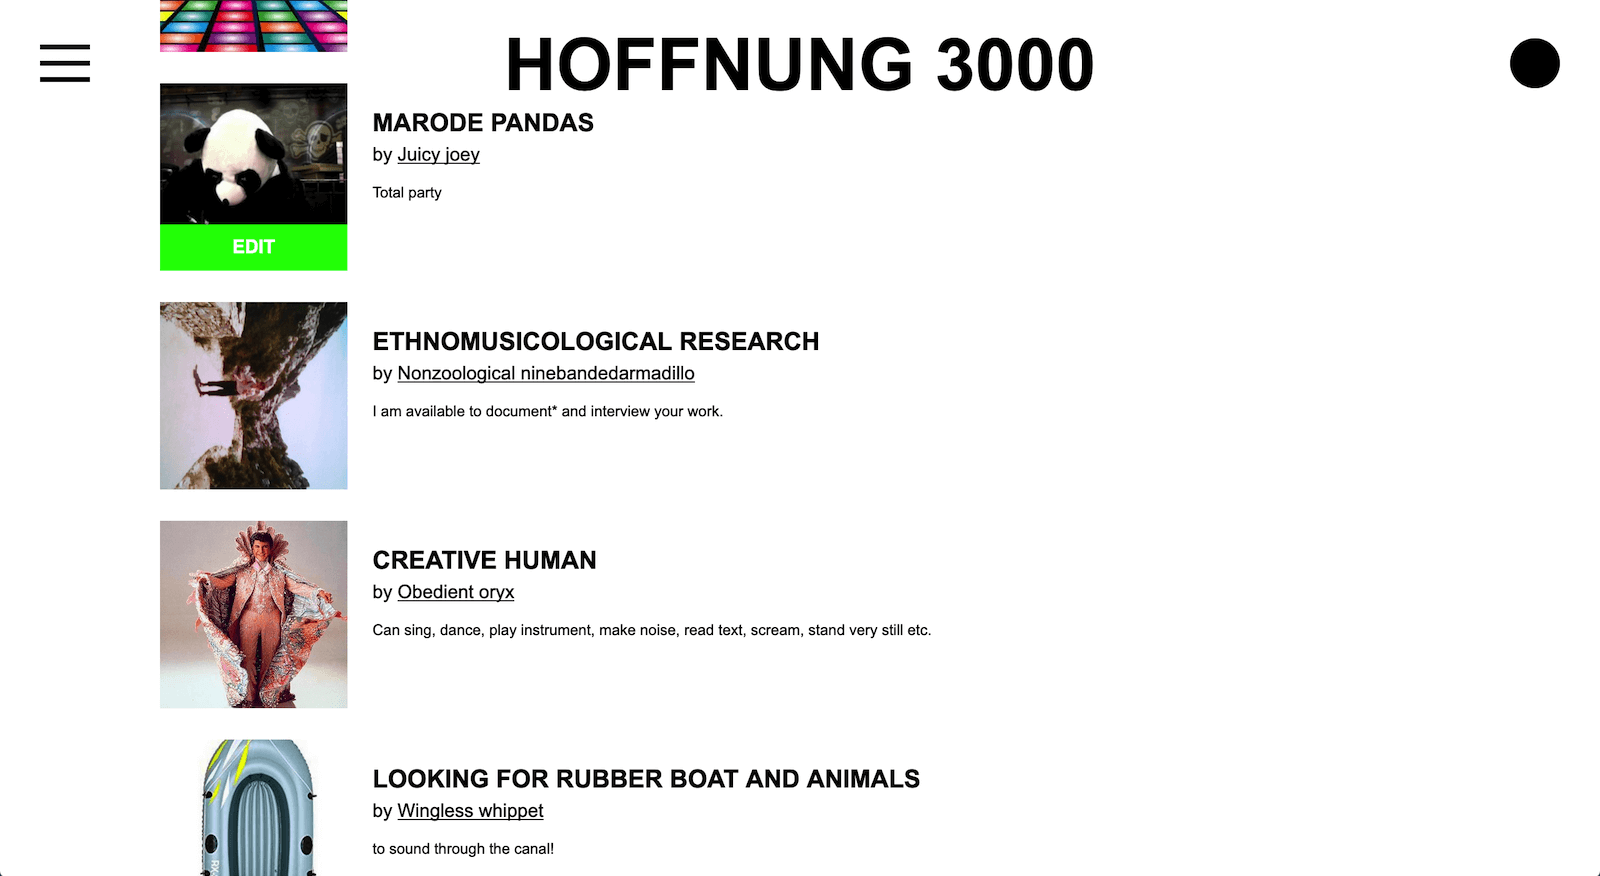 HOFFNUNG 3000
MARODE PANDAS
by Juicy joey
Total party
EDIT
ETHNOMUSICOLOGICAL RESEARCH
by Nonzoological ninebandedarmadillo
I am available to document* and interview your work.
CREATIVE HUMAN
by Obedient oryx
Can sing, dance, play instrument, make noise, read text, scream, stand very still etc.
LOOKING FOR RUBBER BOAT AND ANIMALS
by Wingless whippet
to sound through the canal!